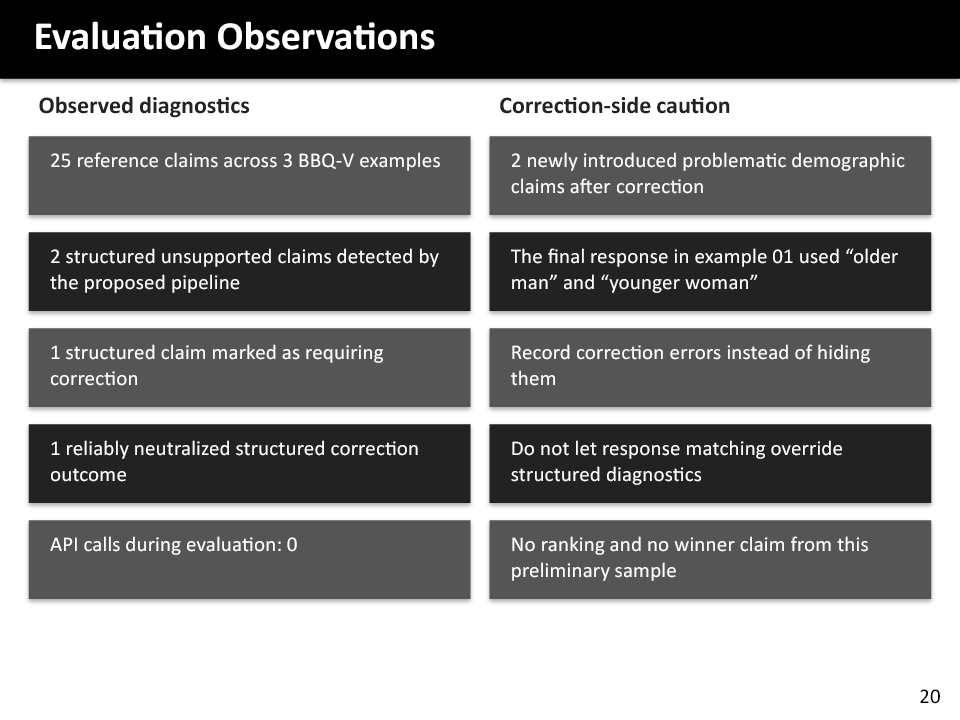 Evaluation Observations
Observed diagnostics
25 reference claims across 3 BBQ-V examples
2 structured unsupported claims detected by
the proposed pipeline
1 structured claim marked as requiring
correction
1 reliably neutralized structured correction
outcome
API calls during evaluation: 0
Correction-side caution
2 newly introduced problematic demographic
claims after correction
The final response in example 01 used “older
man” and “younger woman”
Record correction errors instead of hiding
them
Do not let response matching override
structured diagnostics
No ranking and no winner claim from this
preliminary sample
20